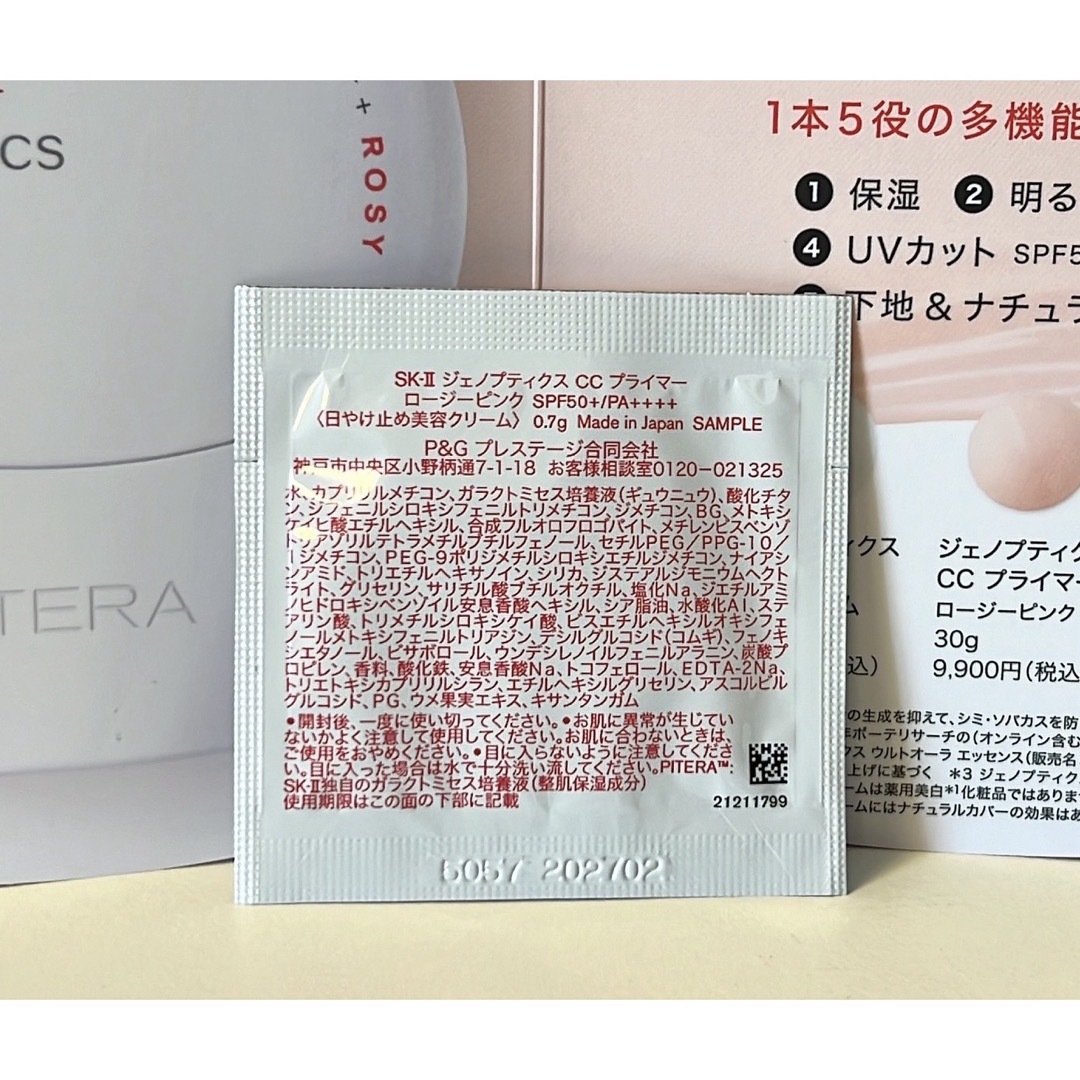 CS
+ ROSY
TERA
1本5役の多機能
1 保湿 2 明る
4 UVカット SPF5
下地 & ナチュラ
SK-II ジェノプティクス CC プライマー
ロージーピンク SPF50+/PA++++
〈日やけ止め美容クリーム〉 0.7g Made in Japan SAMPLE
P&G プレステージ合同会社
神戸市中央区小野柄通7-1-18 お客様相談室0120-021325
水、カプリリルメチコン、ガラクトミセス培養液(ギュウニュウ)、酸化チタ
ン、ジフェニルシロキシフェニルトリメチコン、ジメチコン、BG、メトキシ
ケイヒ酸エチルヘキシル、合成フルオロフロゴパイト、メチレンビスベンゾ
トリアゾリルテトラメチルブチルフェノール、セチルPEG/PPG-10/
1ジメチコン、PEG-9ポリジメチルシロキシエチルジメチコン、ナイアシ
ンアミド、トリエチルヘキサノイン、シリカ、ジステアルジモニウムヘクト
ライト、グリセリン、サリチル酸ブチルオクチル、塩化Na、ジエチルアミ
ノヒドロキシベンゾイル安息香酸ヘキシル、シア脂油、水酸化Al、ステ
アリン酸、トリメチルシロキシケイ酸、ビスエチルヘキシルオキシフェ
ノールメトキシフェニルトリアジン、デシルグルコシド(コムギ)、フェノキ
シエタノール、ビサボロール、ウンデシレノイルフェニルアラニン、炭酸
プロピレン、香料、酸化鉄、安息香酸Na、トコフェロール、EDTA-2Na、
トリエトキシカプリリルシラン、エチルヘキシルグリセリン、アスコルビル
グルコシド、PG、ウメ果実エキス、キサンタンガム
●開封後、一度に使い切ってください。●お肌に異常が生じてい
ないかよく注意して使用してください。お肌に合わないときは、
ご使用をおやめください。●目に入らないように注意してくださ
い。目に入った場合は水で十分洗い流してください。PITERA™:
SK-II独自のガラクトミセス培養液(整肌保湿成分)
使用期限はこの面の下部に記載
21211799
5057 202702
ィクス
ム
込)
ジェノプティク
CC プライマー
ロージーピンク
30g
9,900円(税込
の生成を抑えて、シミ・ソバカスを防
ボーテリサーチの(オンライン含む
クス ウルトオーラ エッセンス(販売名
上げに基づく *3 ジェノプティク
ームは薬用美白*1化粧品ではありま
ームにはナチュラルカバーの効果はあ